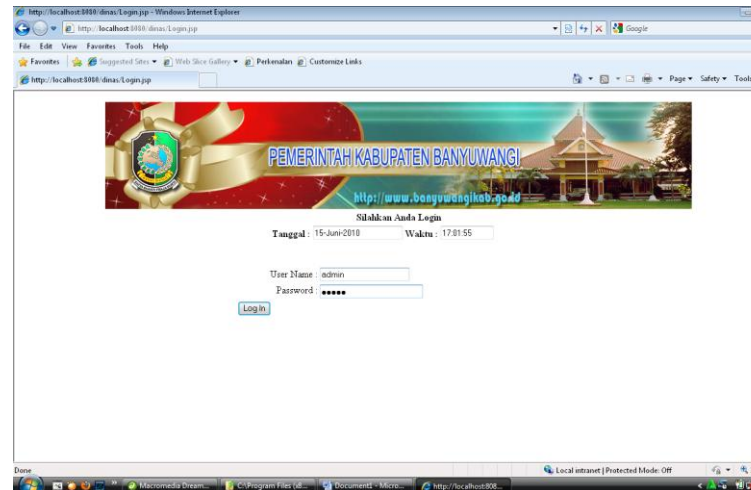 http://localhost:8080/dinas/Login.jsp - Windows Internet Explorer
http://localhost:8080/dinas/Login.jsp
Google
File Edit View Favorites Tools Help
Favorites Suggested Sites Web Slice Gallery Perkenalan Customize Links
http://localhost:8080/dinas/Login.jsp
Page Safety Tools
PEMERINTAH KABUPATEN BANYUWANGI
http://www.banyuwangikab.go.id
Silahkan Anda Login
Tanggal : 15-Juni-2010 Waktu : 17:01:55
User Name : admin
Password : •••••
Log In
Done
Local intranet | Protected Mode: Off
Macromedia Dream... C:\Program Files (d... Document1 - Micro... http://localhost:808...